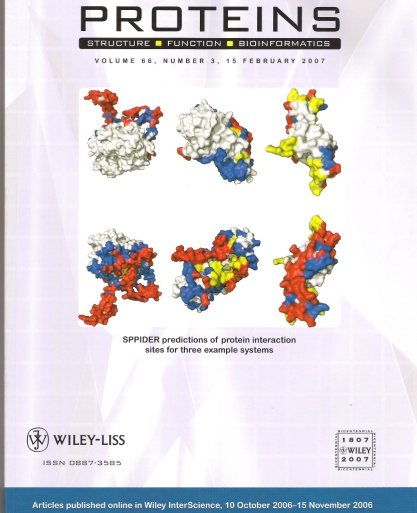 PROTEINS
STRUCTURE ■ FUNCTION ■ BIOINFORMATICS
VOLUME 66, NUMBER 3, 15 FEBRUARY 2007
SPPIDER predictions of protein interaction
sites for three example systems
WILEY-LISS
ISSN 0887-3585
BICENTENNIAL
1807
WILEY
2007
BICENTENNIAL
Articles published online in Wiley InterScience, 10 October 2006–15 November 2006